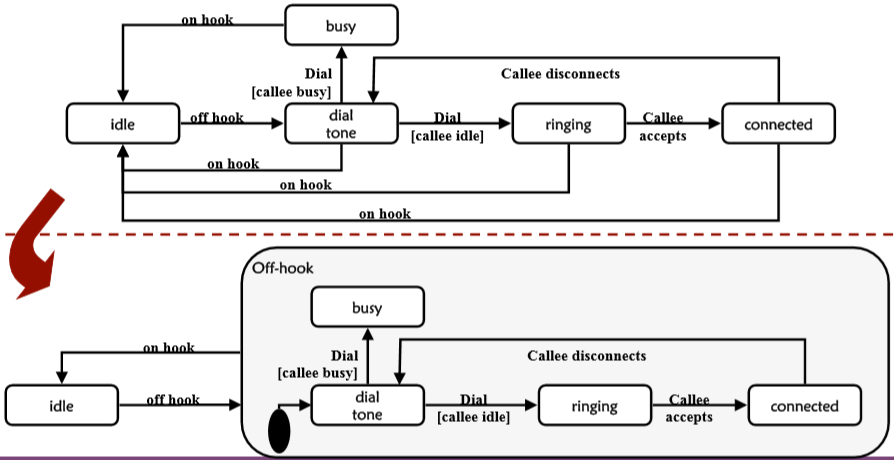 on hook
busy
Dial
[callee busy]
Callee disconnects
idle
off hook
dial
tone
Dial
[callee idle]
ringing
Callee
accepts
connected
on hook
on hook
on hook
Off-hook
busy
on hook
Dial
[callee busy]
Callee disconnects
idle
off hook
dial
tone
Dial
[callee idle]
ringing
Callee
accepts
connected